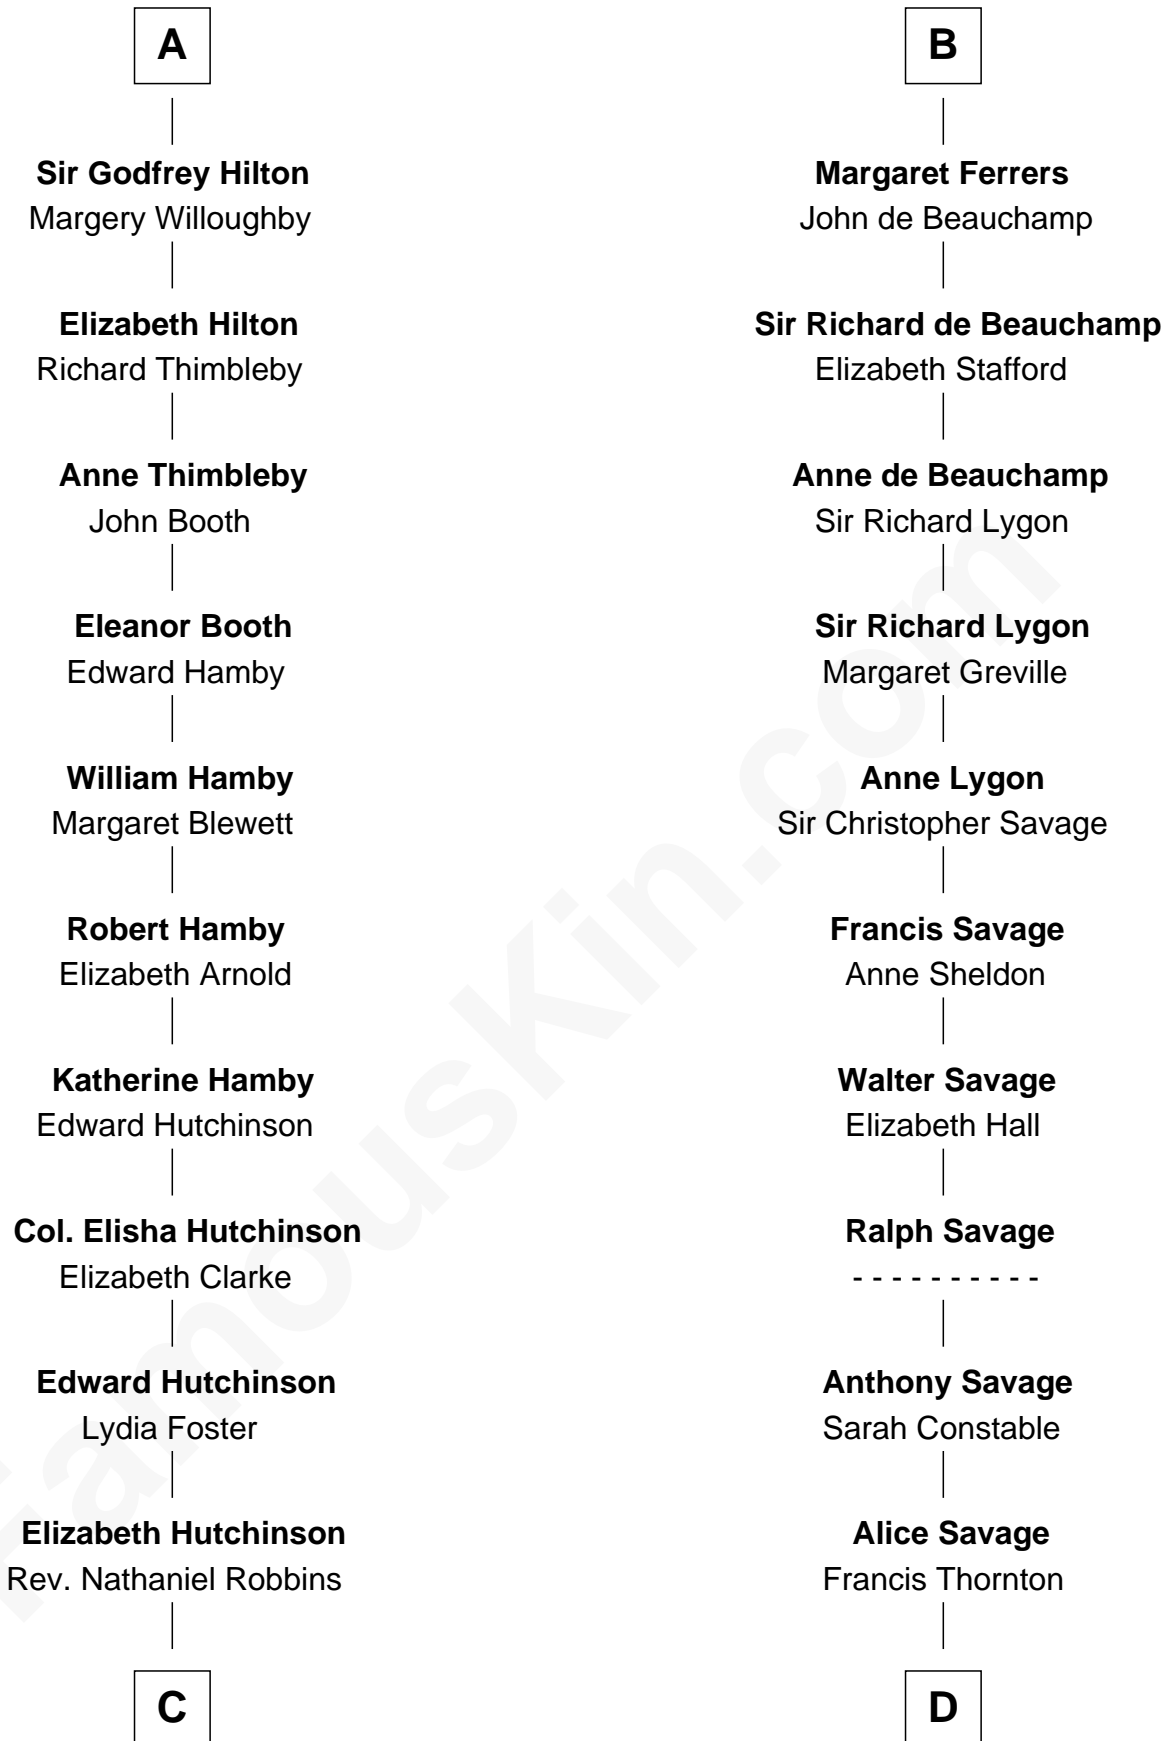 A
Sir Godfrey Hilton
Margery Willoughby
Elizabeth Hilton
Richard Thimbleby
Anne Thimbleby
John Booth
Eleanor Booth
Edward Hamby
William Hamby
Margaret Blewett
Robert Hamby
Elizabeth Arnold
Katherine Hamby
Edward Hutchinson
Col. Elisha Hutchinson
Elizabeth Clarke
Edward Hutchinson
Lydia Foster
Elizabeth Hutchinson
Rev. Nathaniel Robbins
C
B
Margaret Ferrers
John de Beauchamp
Sir Richard de Beauchamp
Elizabeth Stafford
Anne de Beauchamp
Sir Richard Lygon
Sir Richard Lygon
Margaret Greville
Anne Lygon
Sir Christopher Savage
Francis Savage
Anne Sheldon
Walter Savage
Elizabeth Hall
Ralph Savage
- - - - - - - - - -
Anthony Savage
Sarah Constable
Alice Savage
Francis Thornton
D
FamousKin.com